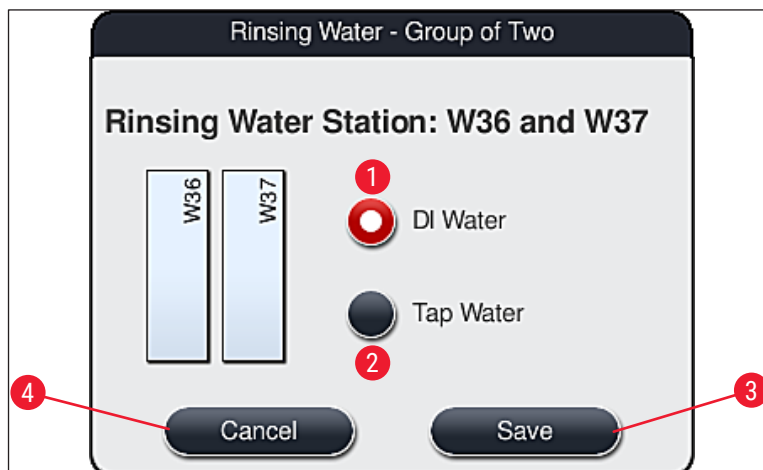 Rinsing Water - Group of Two
Rinsing Water Station: W36 and W37
W36
W37
1
DI Water
Tap Water
2
4
Cancel
Save
3